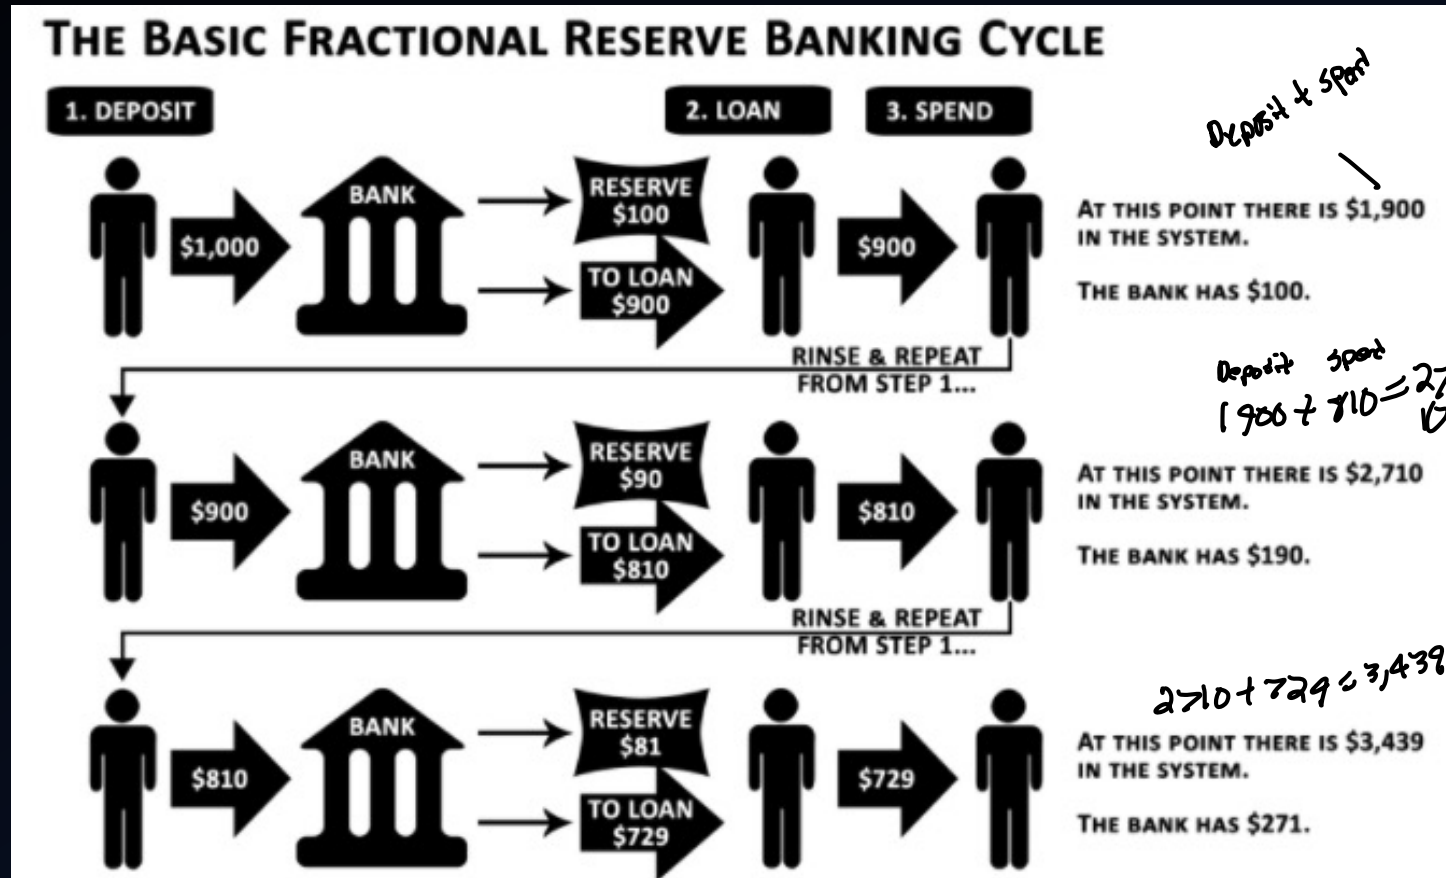 THE BASIC FRACTIONAL RESERVE BANKING CYCLE
1. DEPOSIT
2. LOAN
3. SPEND
Deposit + Spent
BANK
$1,000
RESERVE
$100
TO LOAN
$900
$900
AT THIS POINT THERE IS $1,900
IN THE SYSTEM.
THE BANK HAS $100.
RINSE & REPEAT
FROM STEP 1...
Deposit Spent
1900 + 810 =
BANK
$900
RESERVE
$90
TO LOAN
$810
$810
AT THIS POINT THERE IS $2,710
IN THE SYSTEM.
THE BANK HAS $190.
RINSE & REPEAT
FROM STEP 1...
2710 + 729 = 3,439
BANK
$810
RESERVE
$81
TO LOAN
$729
$729
AT THIS POINT THERE IS $3,439
IN THE SYSTEM.
THE BANK HAS $271.